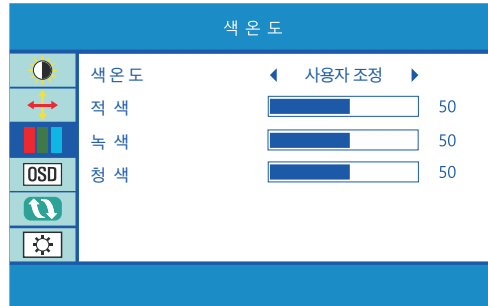 색 온 도
색 온 도 사용자 조정
적 색 50
녹 색 50
청 색 50
OSD